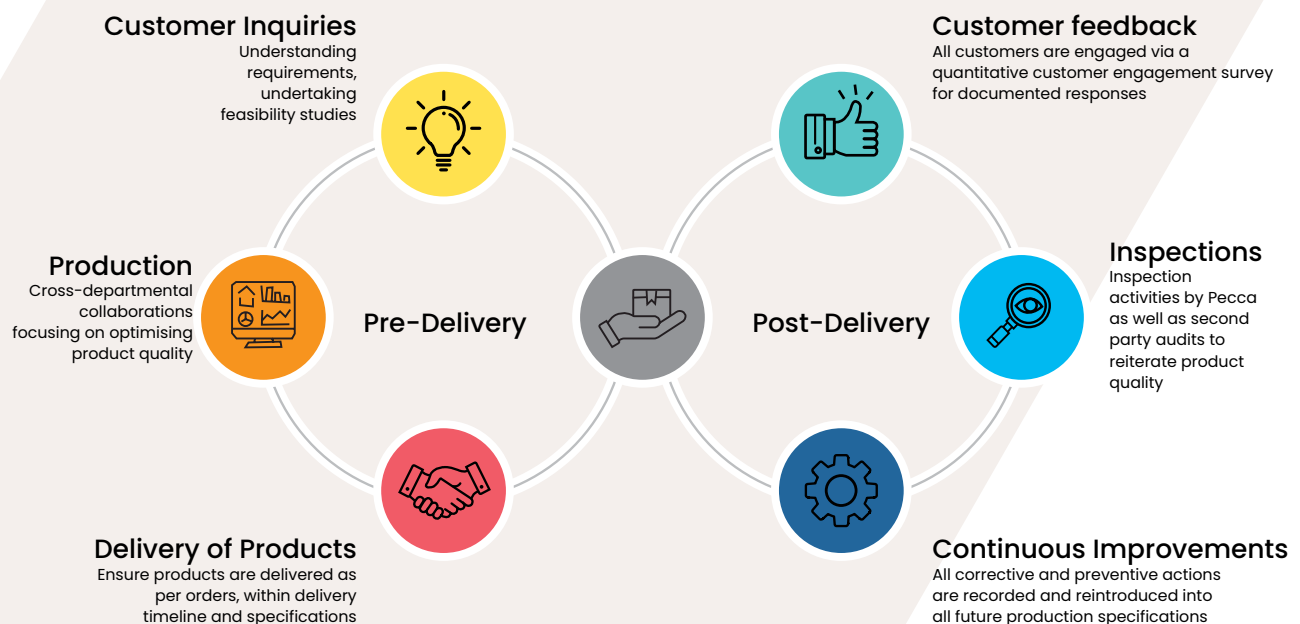 Customer Inquiries
Understanding
requirements,
undertaking
feasibility studies
Production
Cross-departmental
collaborations
focusing on optimising
product quality
Delivery of Products
Ensure products are delivered as
per orders, within delivery
timeline and specifications
Pre-Delivery
Post-Delivery
Customer feedback
All customers are engaged via a
quantitative customer engagement survey
for documented responses
Inspections
Inspection
activities by Pecca
as well as second
party audits to
reiterate product
quality
Continuous Improvements
All corrective and preventive actions
are recorded and reintroduced into
all future production specifications